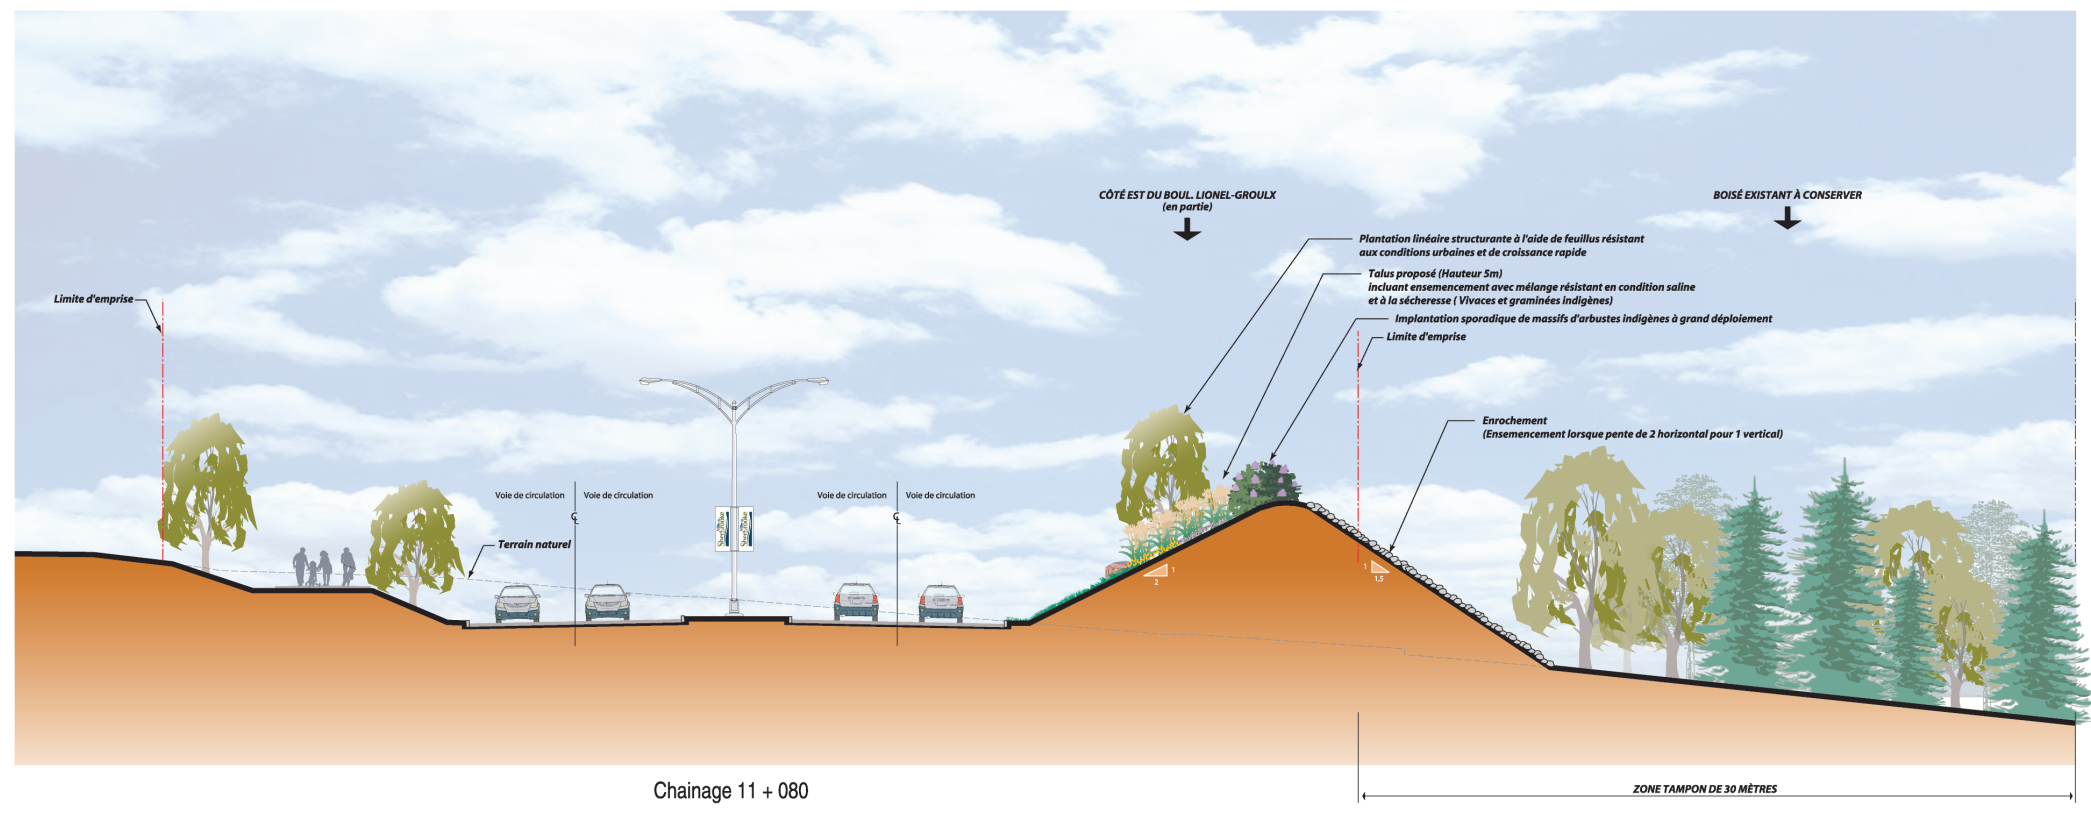 CÔTÉ EST DU BOUL. LIONEL-GROULX
(en partie)
BOISÉ EXISTANT À CONSERVER
Plantation linéaire structurante à l'aide de feuillus résistant
aux conditions urbaines et de croissance rapide
Talus proposé (Hauteur 5m)
incluant ensemencement avec mélange résistant en condition saline
et à la sécheresse ( Vivaces et graminées indigènes)
Limite d'emprise
Implantation sporadique de massifs d'arbustes indigènes à grand déploiement
Limite d'emprise
Enrochement
(Ensemencement lorsque pente de 2 horizontal pour 1 vertical)
Voie de circulation
Voie de circulation
Voie de circulation
Voie de circulation
Terrain naturel
1
2
1
1,5
Chainage 11 + 080
ZONE TAMPON DE 30 MÈTRES